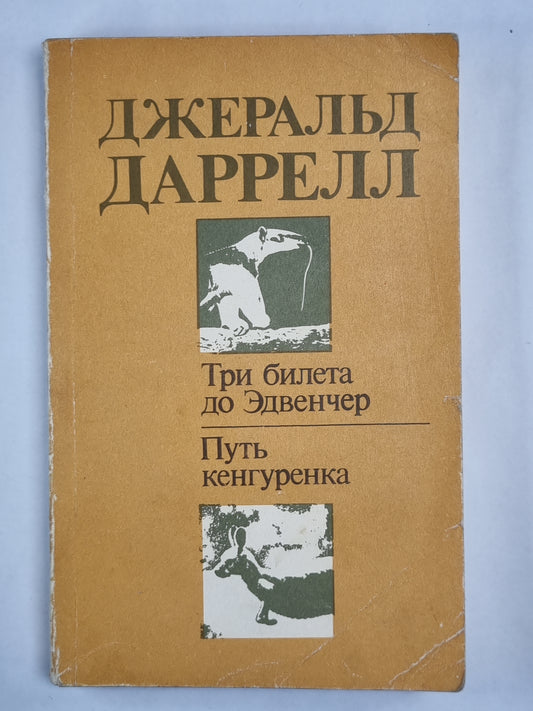 ДЖЕРАЛЬД
ДАРРЕЛЛ
Три билета
до Эдвенчер
Путь
кенгуренка